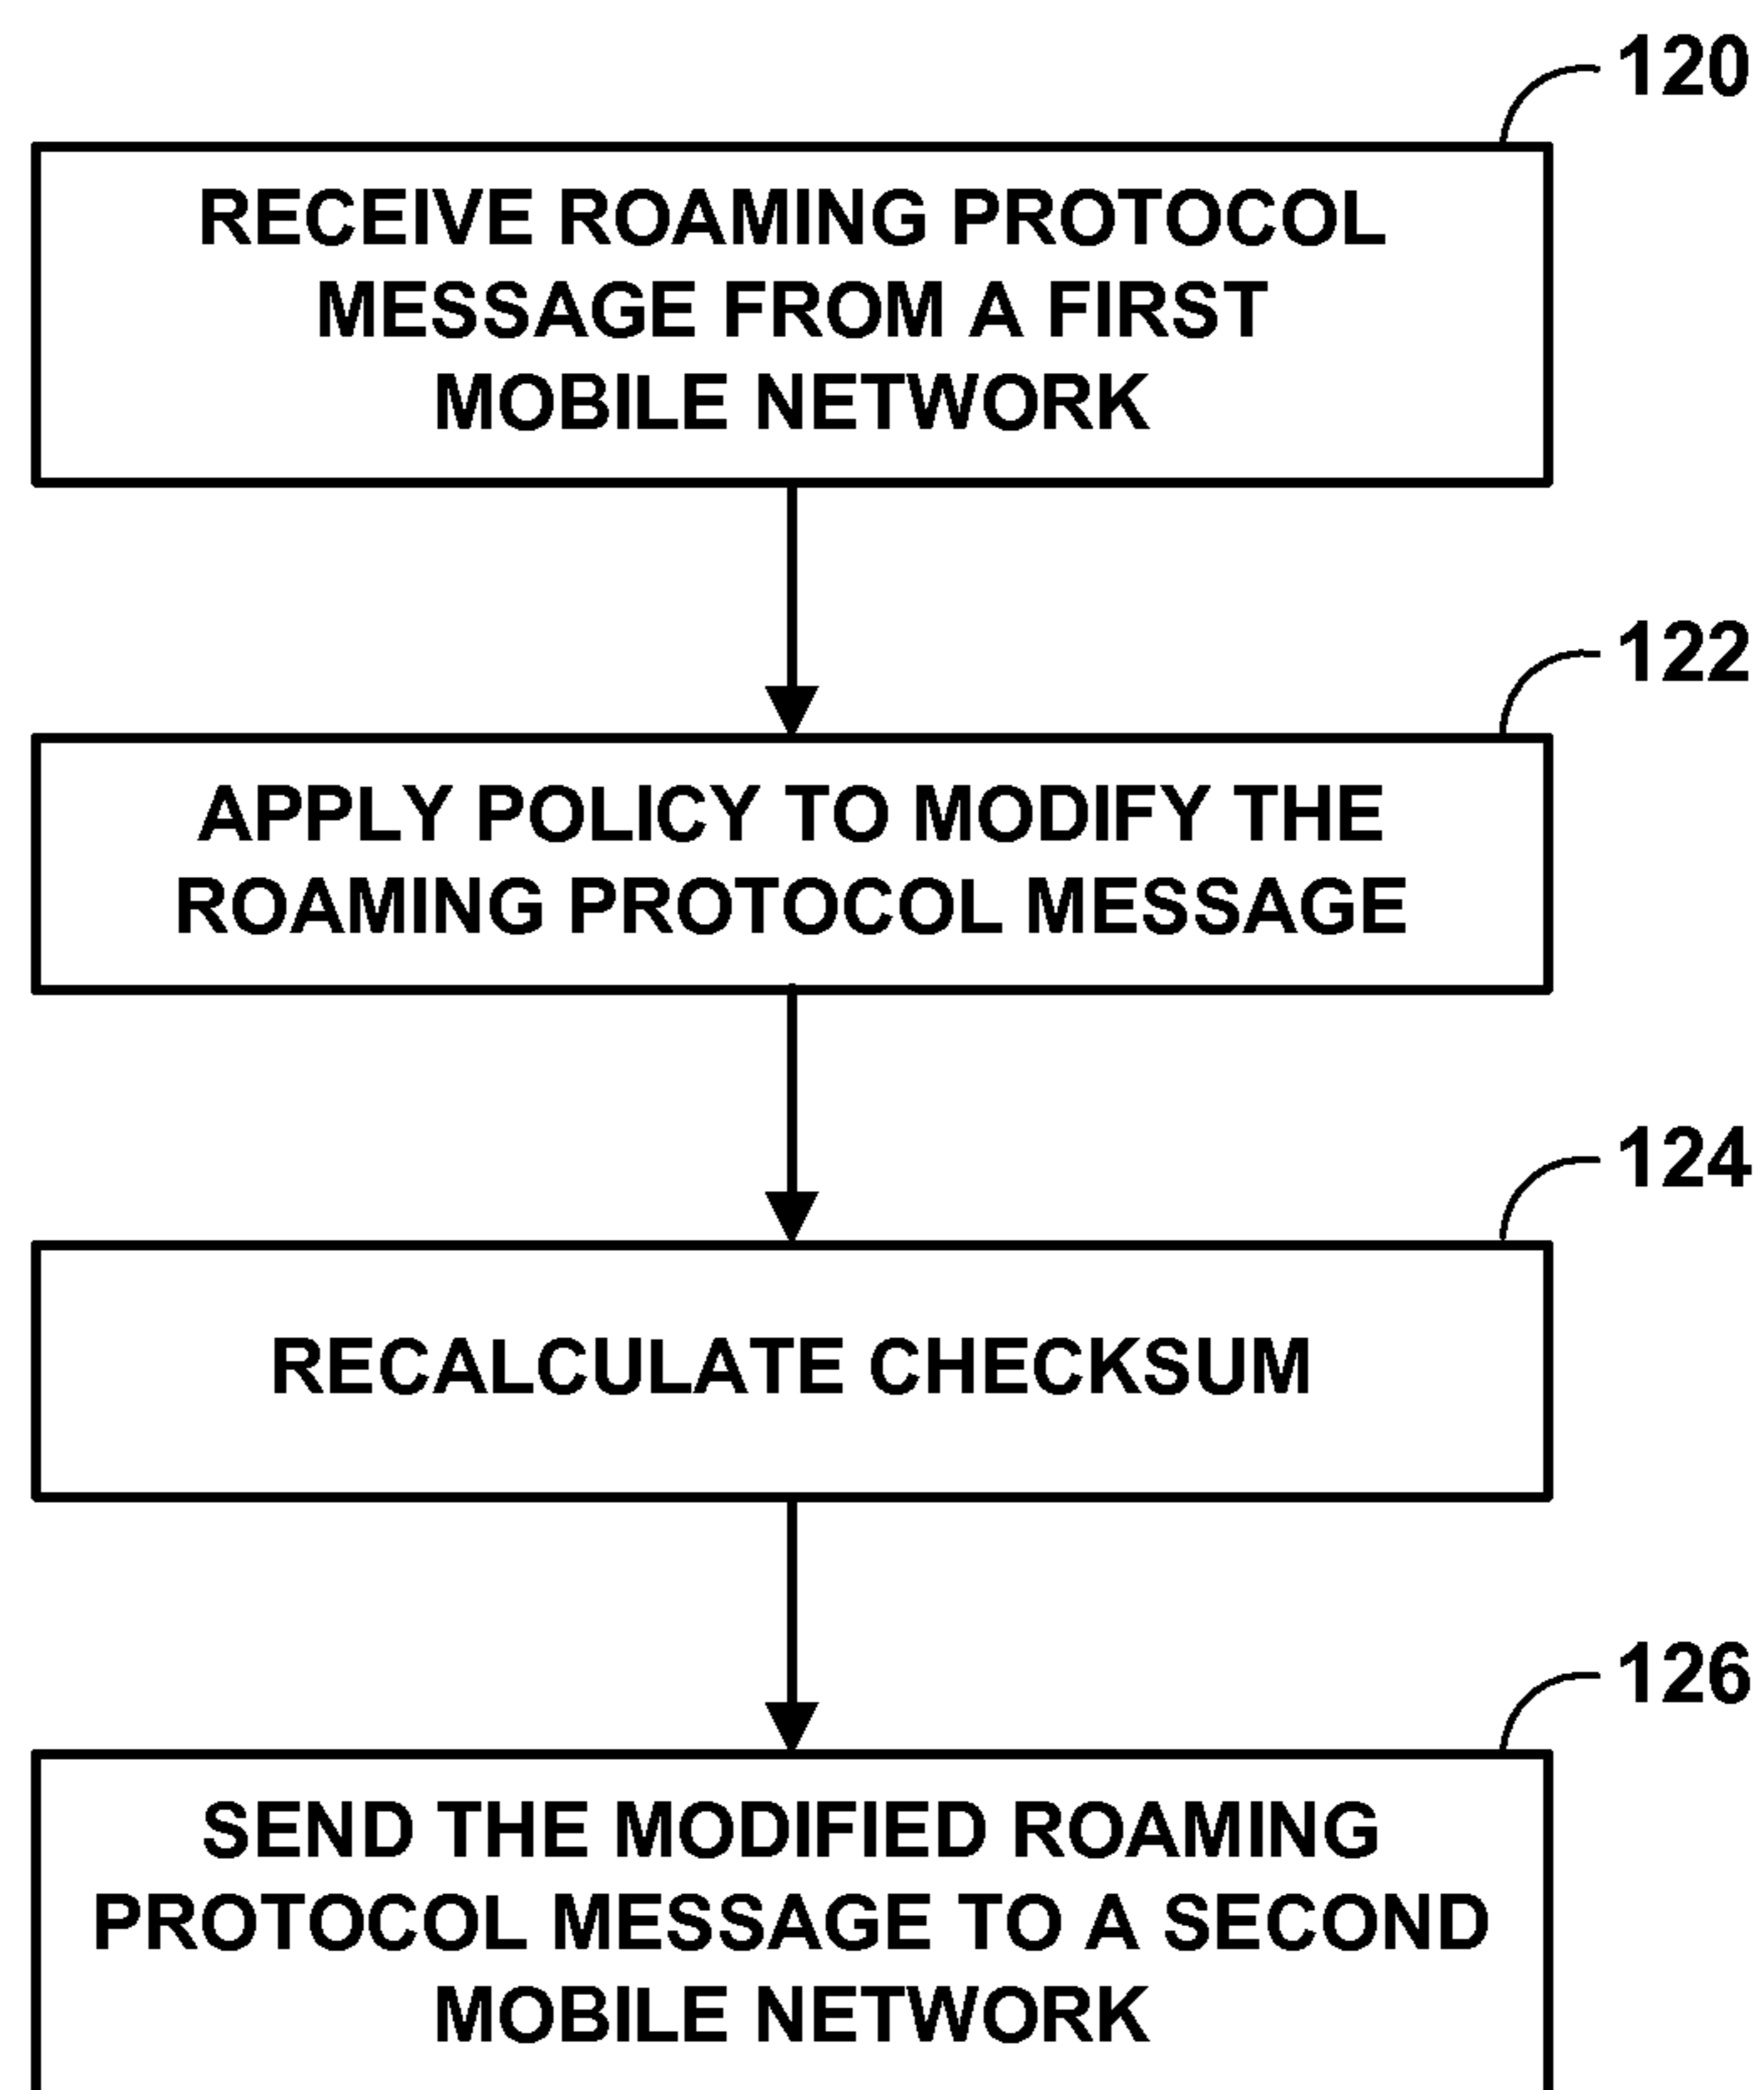 120
RECEIVE ROAMING PROTOCOL
MESSAGE FROM A FIRST
MOBILE NETWORK
122
APPLY POLICY TO MODIFY THE
ROAMING PROTOCOL MESSAGE
124
RECALCULATE CHECKSUM
126
SEND THE MODIFIED ROAMING
PROTOCOL MESSAGE TO A SECOND
MOBILE NETWORK